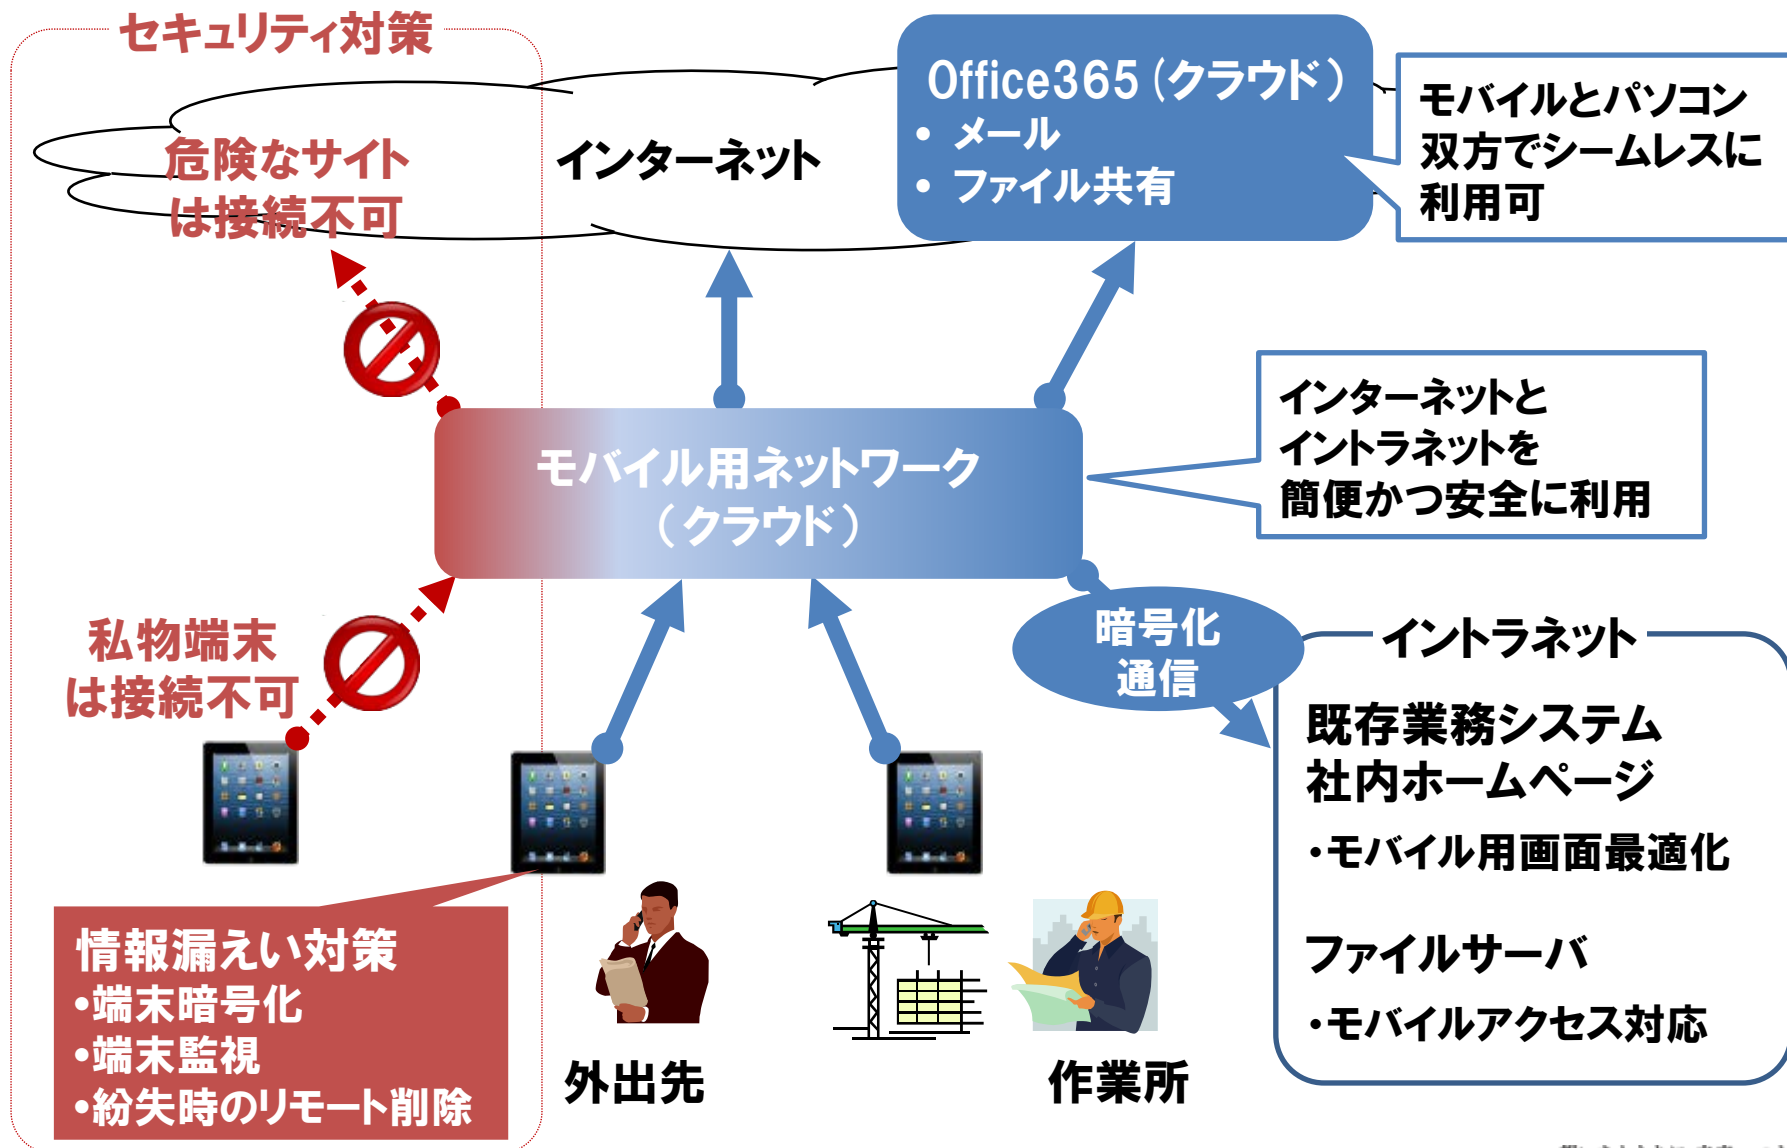 セキュリティ対策
危険なサイト
は接続不可
インターネット
Office365(クラウド)
• メール
• ファイル共有
モバイルとパソコン
双方でシームレスに
利用可
インターネットと
イントラネットを
簡便かつ安全に利用
モバイル用ネットワーク
(クラウド)
私物端末
は接続不可
暗号化
通信
イントラネット
既存業務システム
社内ホームページ
・モバイル用画面最適化
ファイルサーバ
・モバイルアクセス対応
情報漏えい対策
・端末暗号化
・端末監視
・紛失時のリモート削除
外出先
作業所